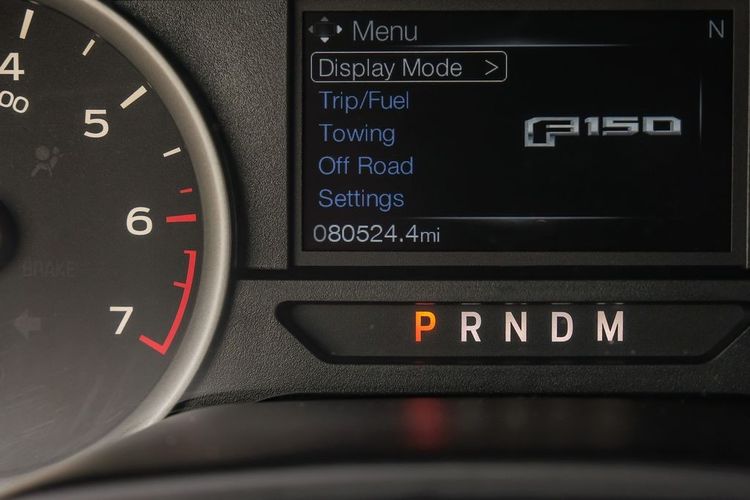 Menu
N
Display Mode >
Trip/Fuel
Towing
Off Road
Settings
F150
080524.4mi
P R N D M
4
00
5
6
7
BRAKE